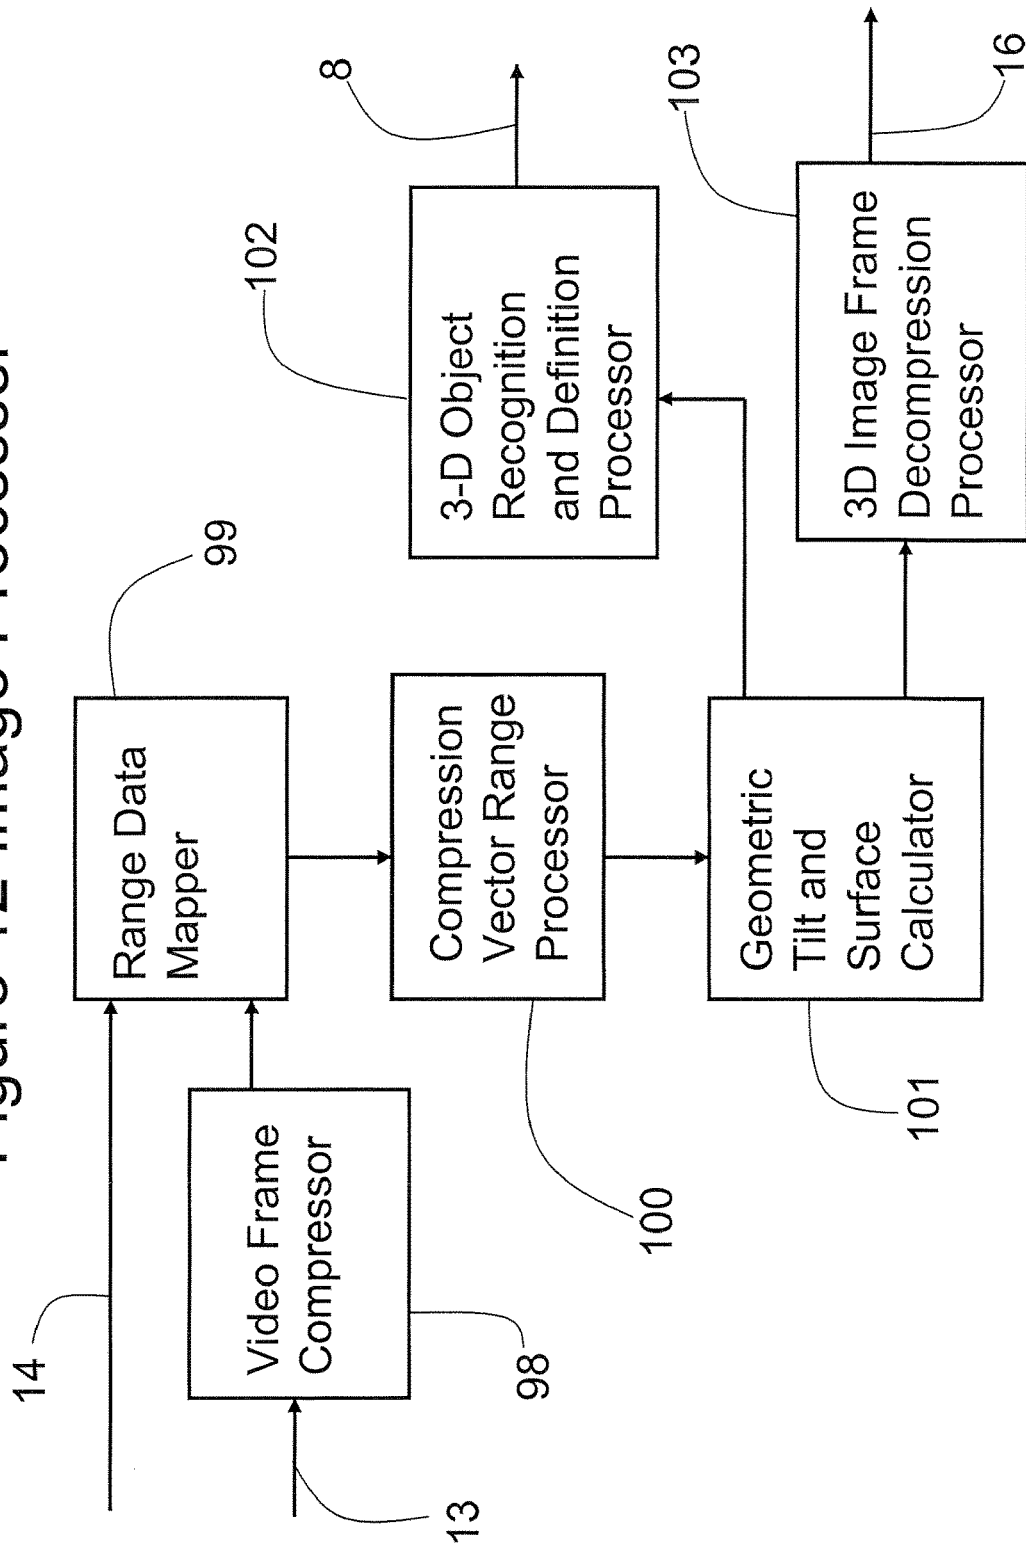 Figure 12 Image Processor
14
13
Video Frame
Compressor
98
Range Data
Mapper
99
Compression
Vector Range
Processor
100
Geometric
Tilt and
Surface
Calculator
101
3-D Object
Recognition
and Definition
Processor
102
8
3D Image Frame
Decompression
Processor
103
16